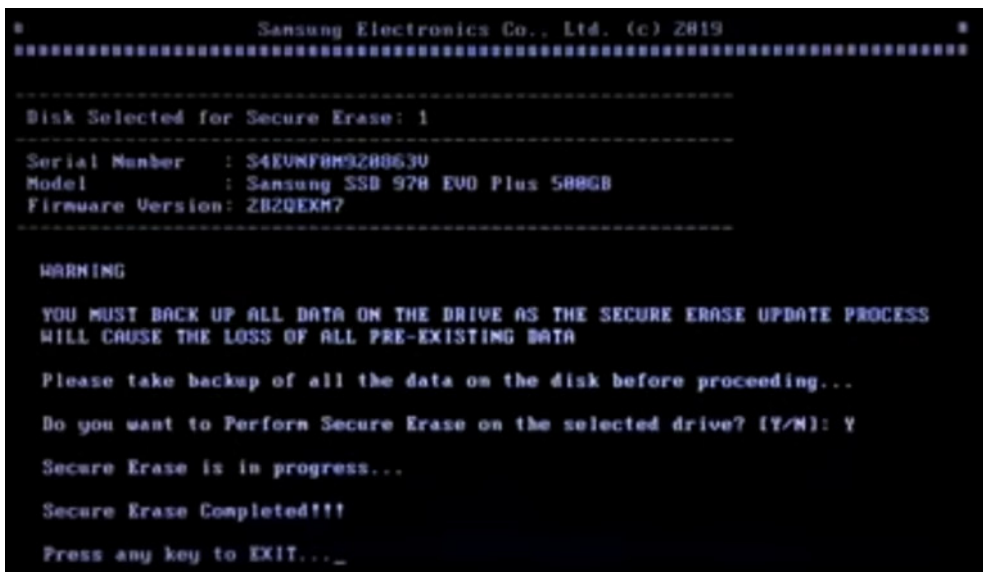 Samsung Electronics Co., Ltd. (c) 2019
Disk Selected for Secure Erase: 1
Serial Number :
Model : Samsung SSD 970 EVO Plus 500GB
Firmware Version: 2B2QEXM7
WARNING
YOU MUST BACK UP ALL DATA ON THE DRIVE AS THE SECURE ERASE UPDATE PROCESS
WILL CAUSE THE LOSS OF ALL PRE-EXISTING DATA
Please take backup of all the data on the disk before proceeding...
Do you want to Perform Secure Erase on the selected drive? [Y/N]: Y
Secure Erase is in progress...
Secure Erase Completed!!!
Press any key to EXIT..._